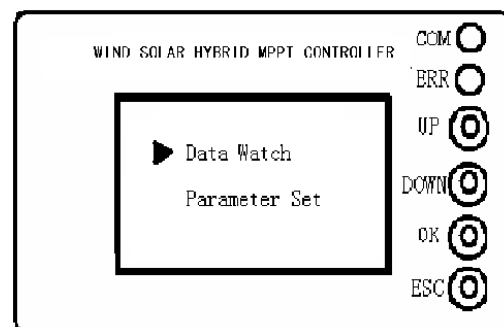 WIND SOLAR HYBRID MPPT CONTROLLER
COM
ERR
UP
DOWN
OK
ESC
Data Watch
Parameter Set